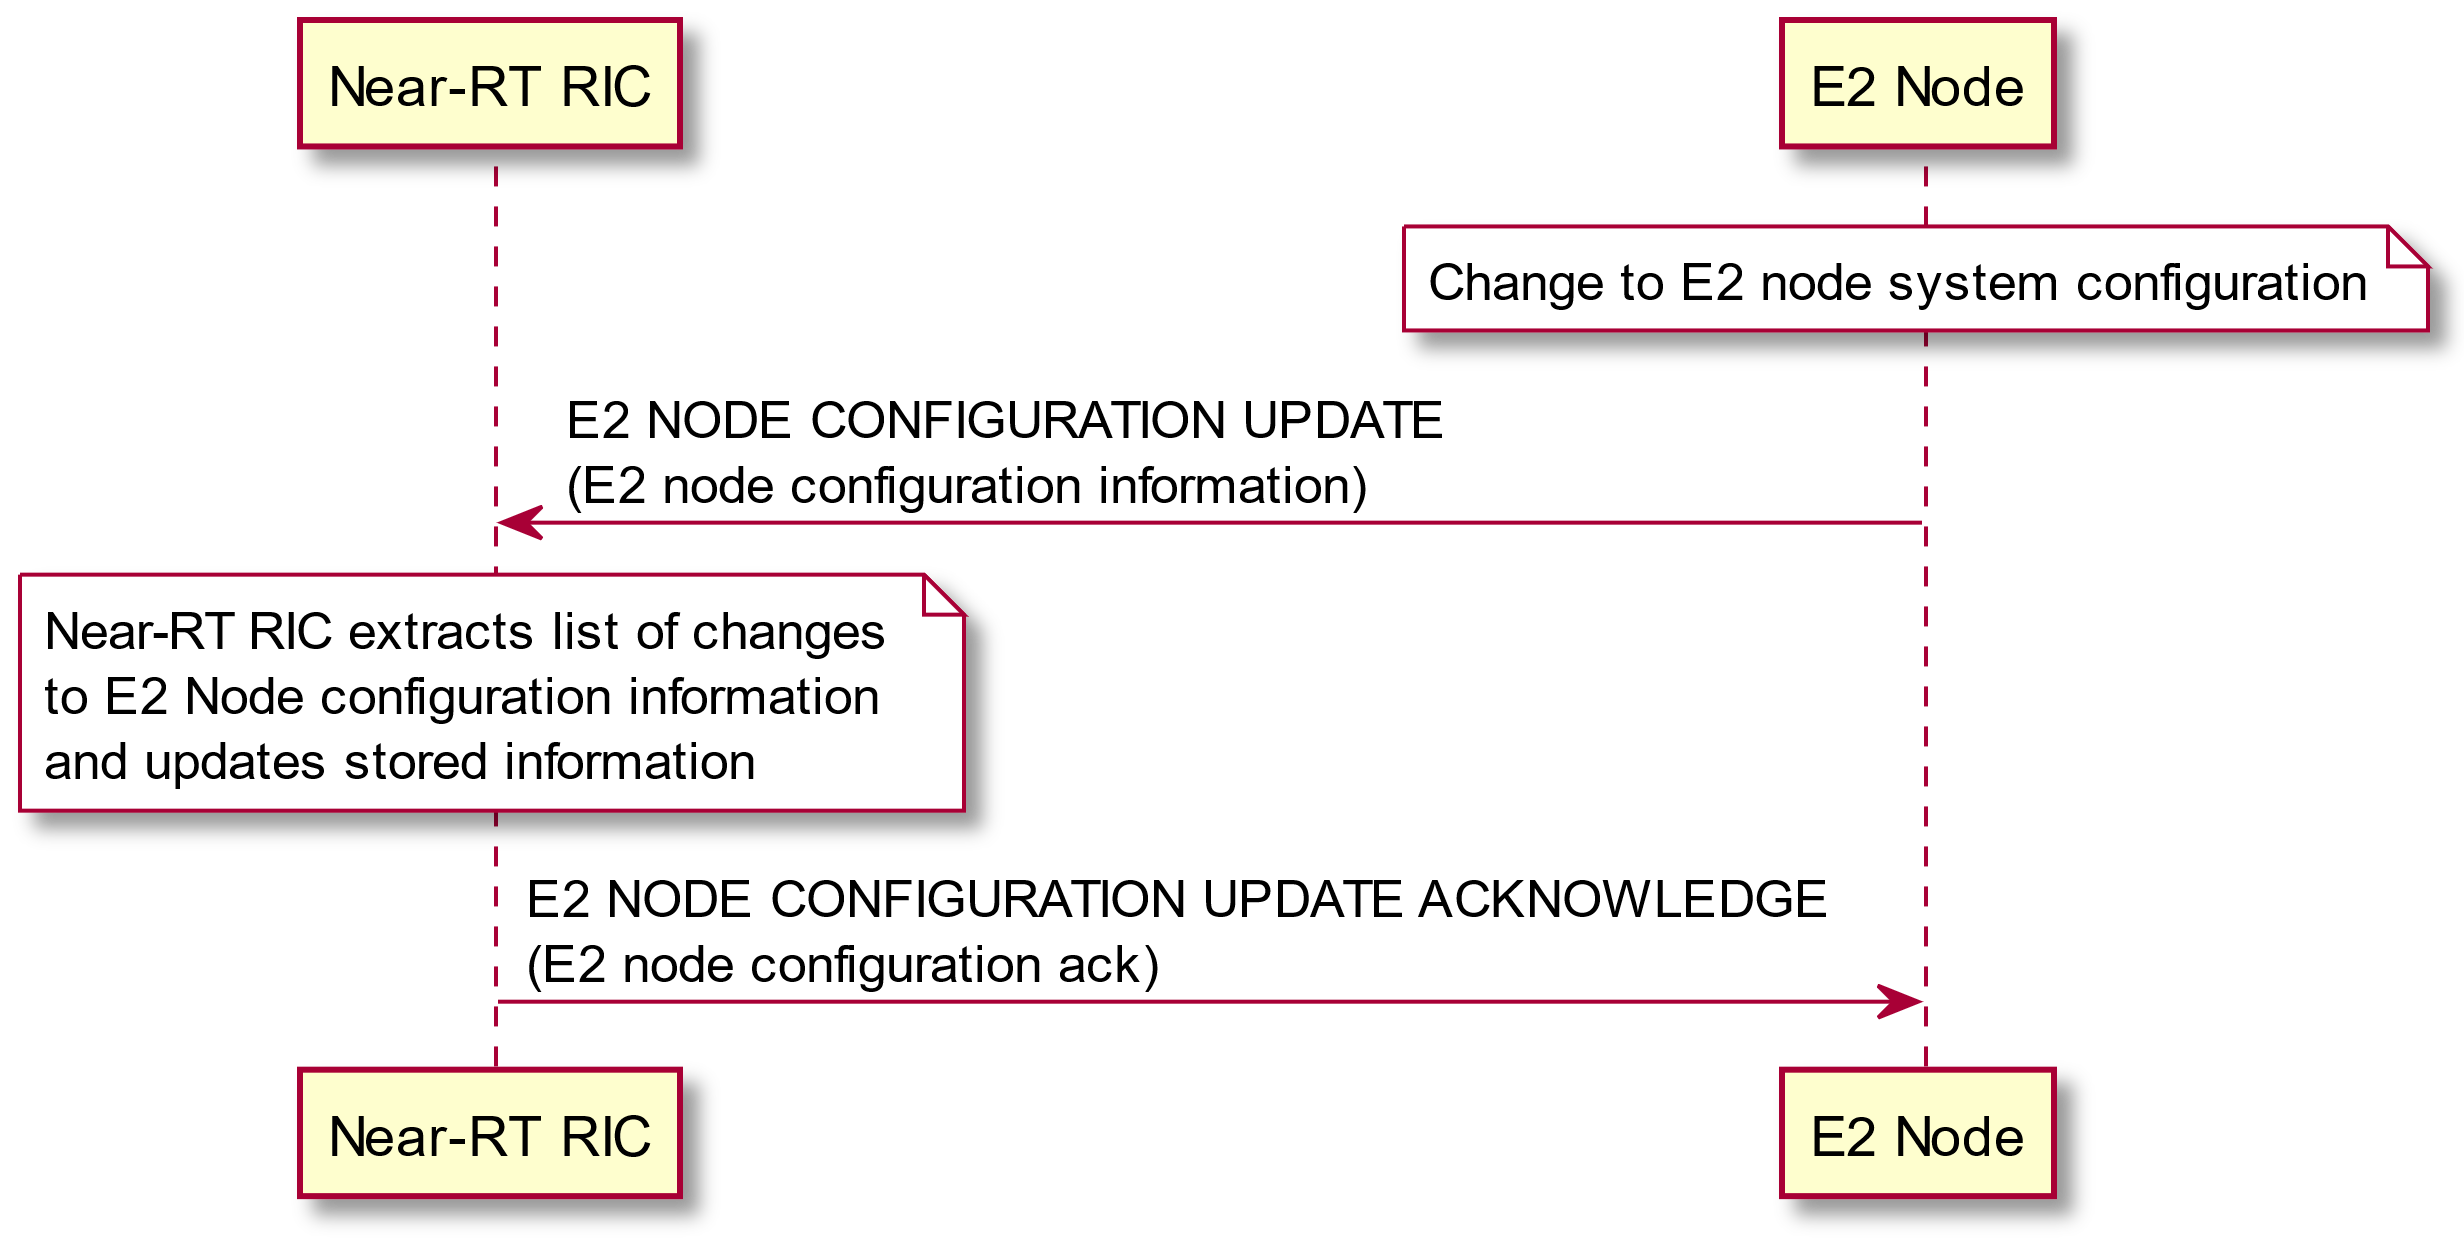 Near-RT RIC
E2 Node
Change to E2 node system configuration
E2 NODE CONFIGURATION UPDATE
(E2 node configuration information)
Near-RT RIC extracts list of changes
to E2 Node configuration information
and updates stored information
E2 NODE CONFIGURATION UPDATE ACKNOWLEDGE
(E2 node configuration ack)
Near-RT RIC
E2 Node